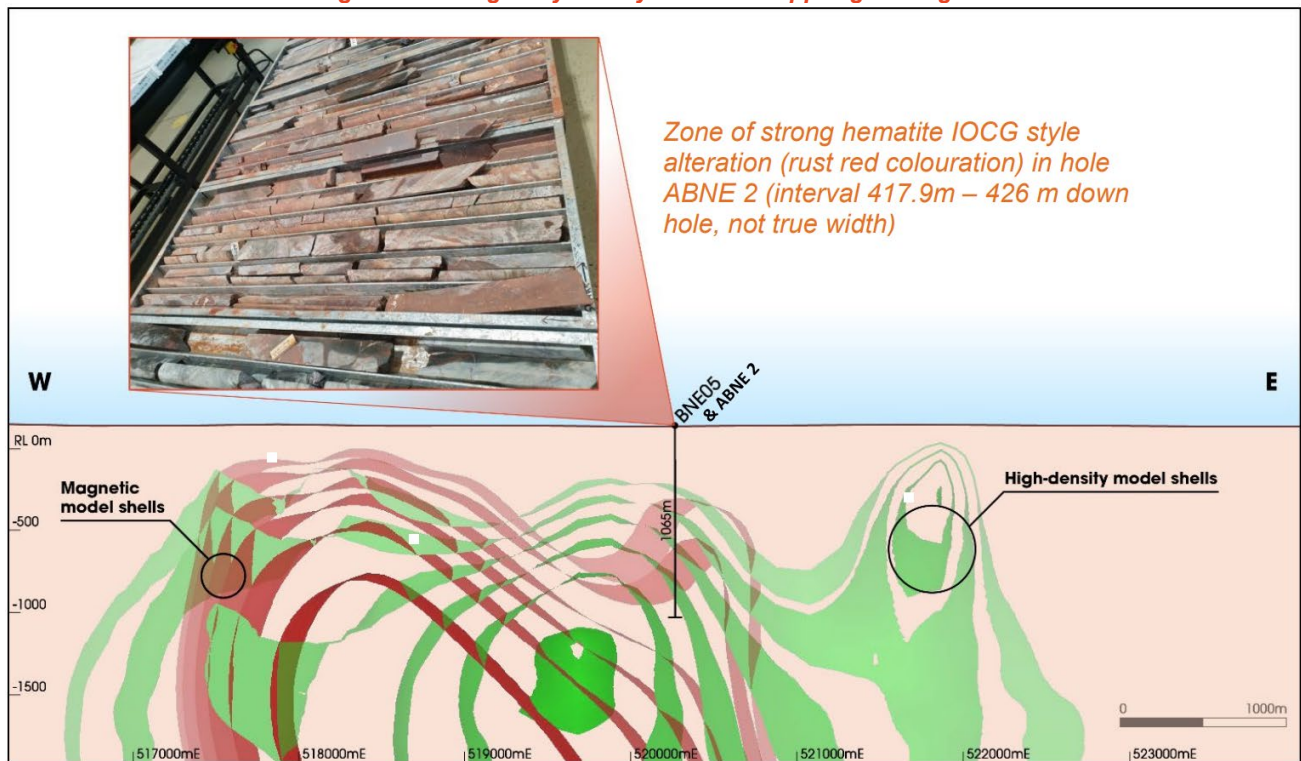 Zone of strong hematite IOCG style
alteration (rust red colouration) in hole
ABNE 2 (interval 417.9m – 426 m down
hole, not true width)
W
BNE05
& ABNE 2
E
RL 0m
Magnetic
model shells
High-density model shells
-500
1065m
-1000
-1500
0 1000m
517000mE 518000mE 519000mE 520000mE 521000mE 522000mE 523000mE